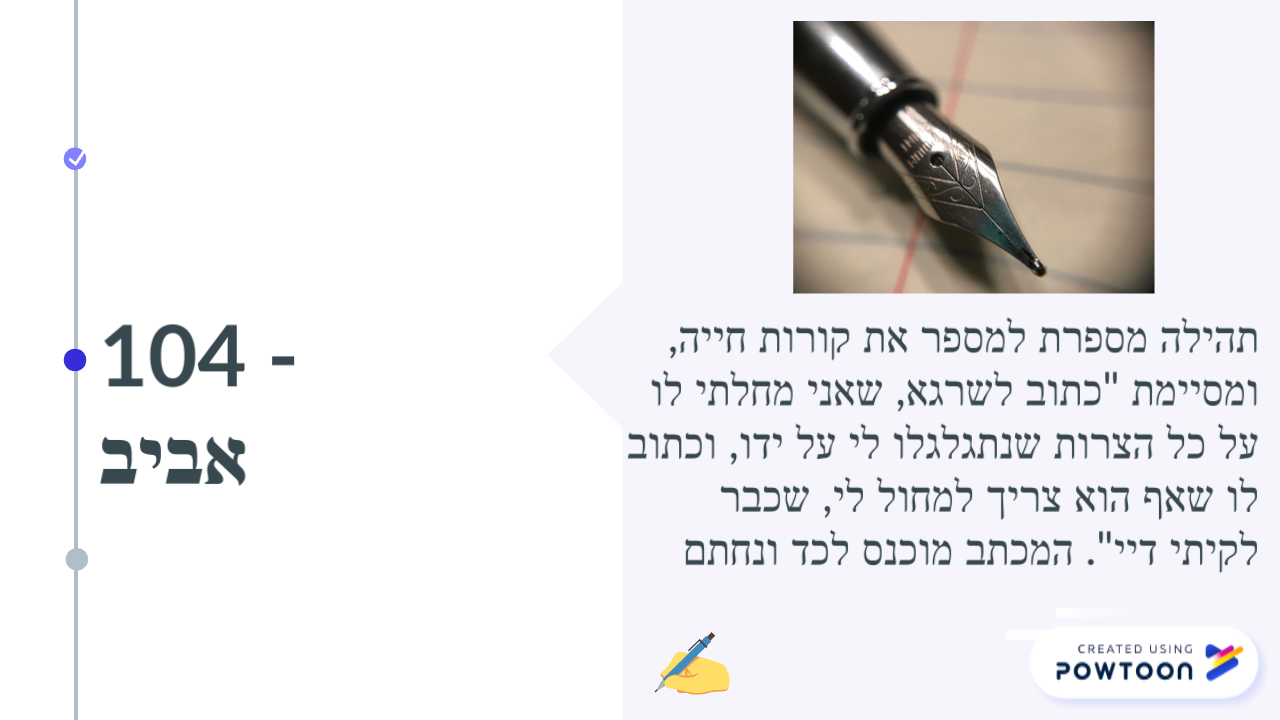 104 -
אביב
תהילה מספרת למספר את קורות חייה,
ומסיימת "כתוב לשרגא, שאני מחלתי לו
על כל הצרות שנתגלגלו לי על ידו, וכתוב
לו שאף הוא צריך למחול לי, שכבר
לקיתי דיי". המכתב מוכנס לכד ונחתם
CREATED USING
POWTOON